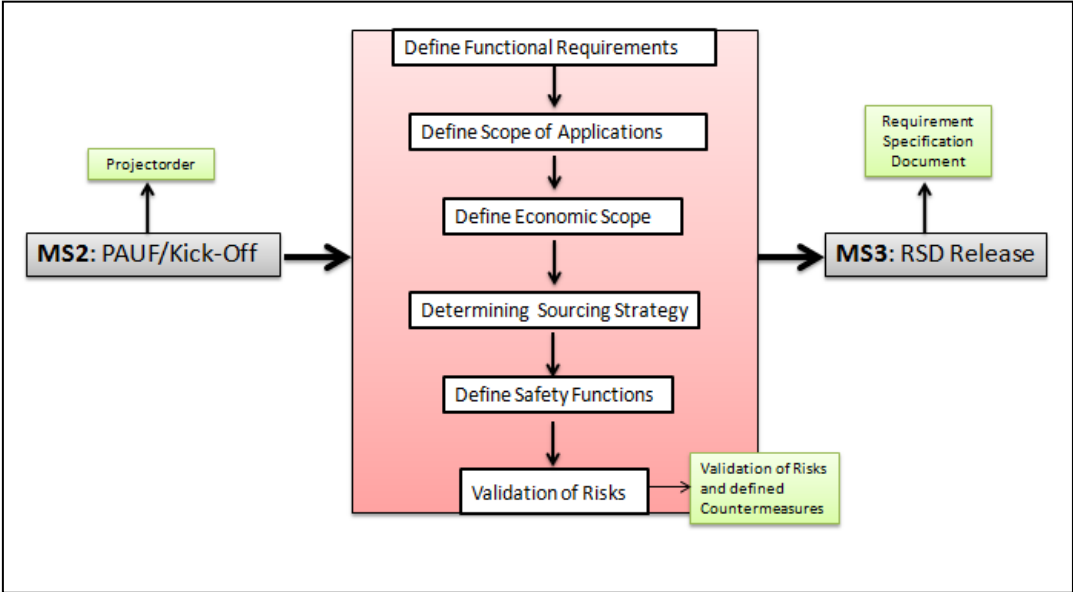 Define Functional Requirements
Define Scope of Applications
Requirement
Specification
Document
Projectorder
Define Economic Scope
MS2: PAUF/Kick-Off
MS3: RSD Release
Determining Sourcing Strategy
Define Safety Functions
Validation of Risks
Validation of Risks
and defined
Countermeasures